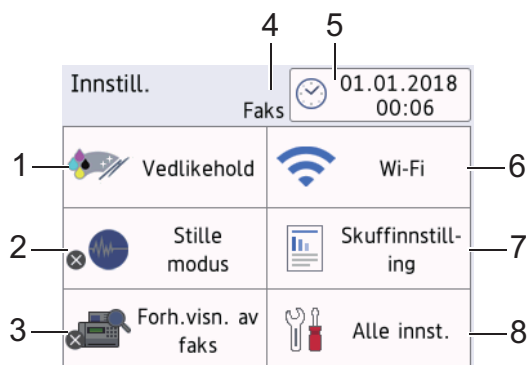 4 5
Innstill.
Faks
01.01.2018
00:06
1
Vedlikehold
Wi-Fi
6
2
Stille
modus
Skuffinnstill-
ing
7
3
Forh.visn. av
faks
Alle innst.
8